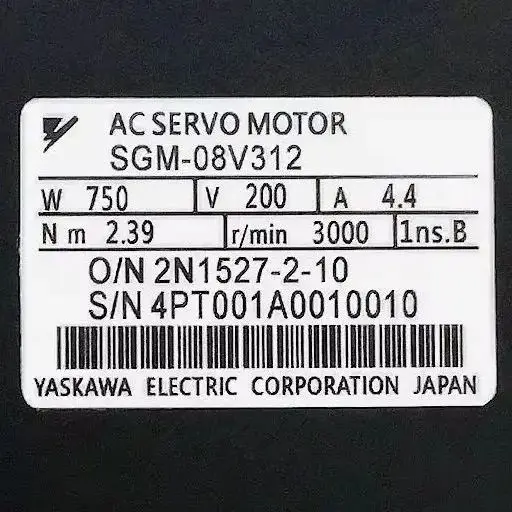 AC SERVO MOTOR
SGM-08V312
W 750 V 200 A 4.4
N m 2.39 r/min 3000 1ns.B
O/N 2N1527-2-10
S/N 4PT001A0010010
YASKAWA ELECTRIC CORPORATION JAPAN